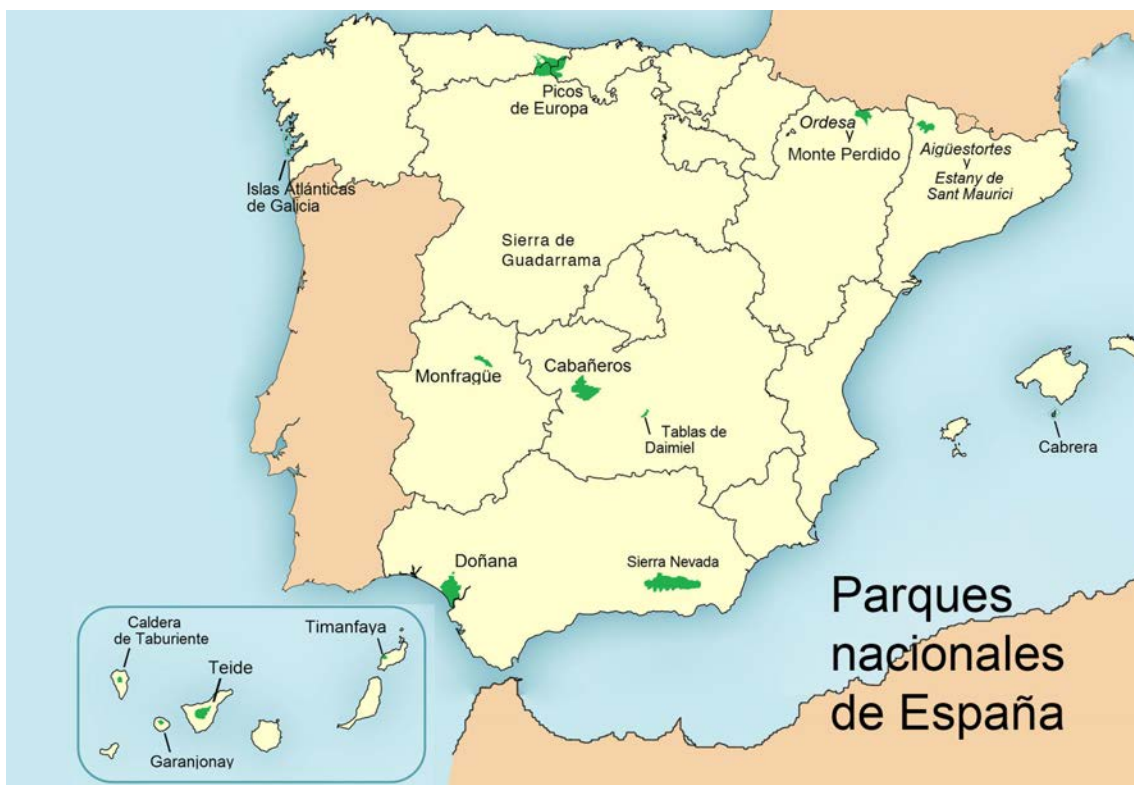 Picos
de Europa
Ordesa
y
Monte Perdido
Aigüestortes
y
Estany de
Sant Maurici
Islas Atlánticas
de Galicia
Sierra de
Guadarrama
Monfragüe
Cabañeros
Tablas de
Daimiel
Cabrera
Doñana
Sierra Nevada
Parques
nacionales
de España
Caldera
de Taburiente
Timanfaya
Teide
Garanjonay